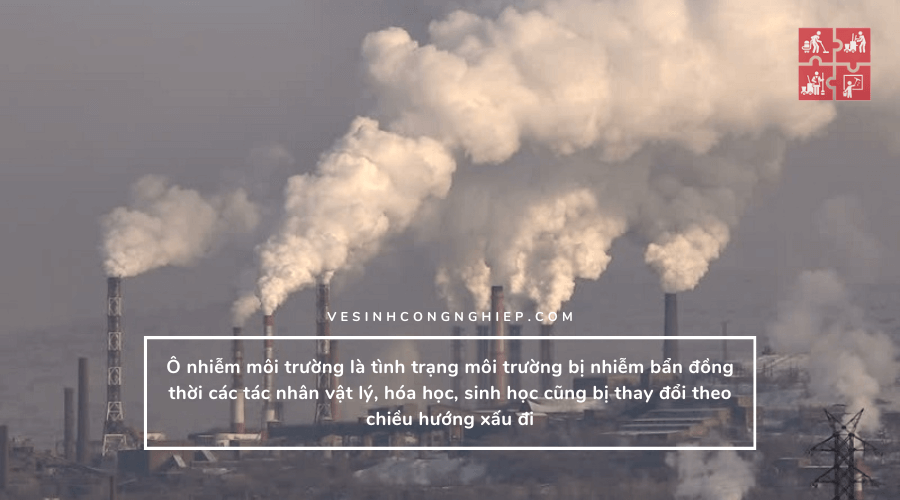 VESINHCONGNGHIEP.COM
Ô nhiễm môi trường là tình trạng môi trường bị nhiễm bẩn đồng
thời các tác nhân vật lý, hóa học, sinh học cũng bị thay đổi theo
chiều hướng xấu đi